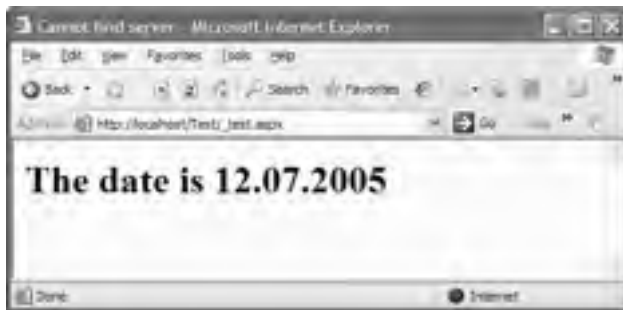 Cannot find server - Microsoft Internet Explorer
File Edit View Favorites Tools Help
Back Search Favorites
Address http://localhost/Test/_test.aspx Go
The date is 12.07.2005
Done Internet